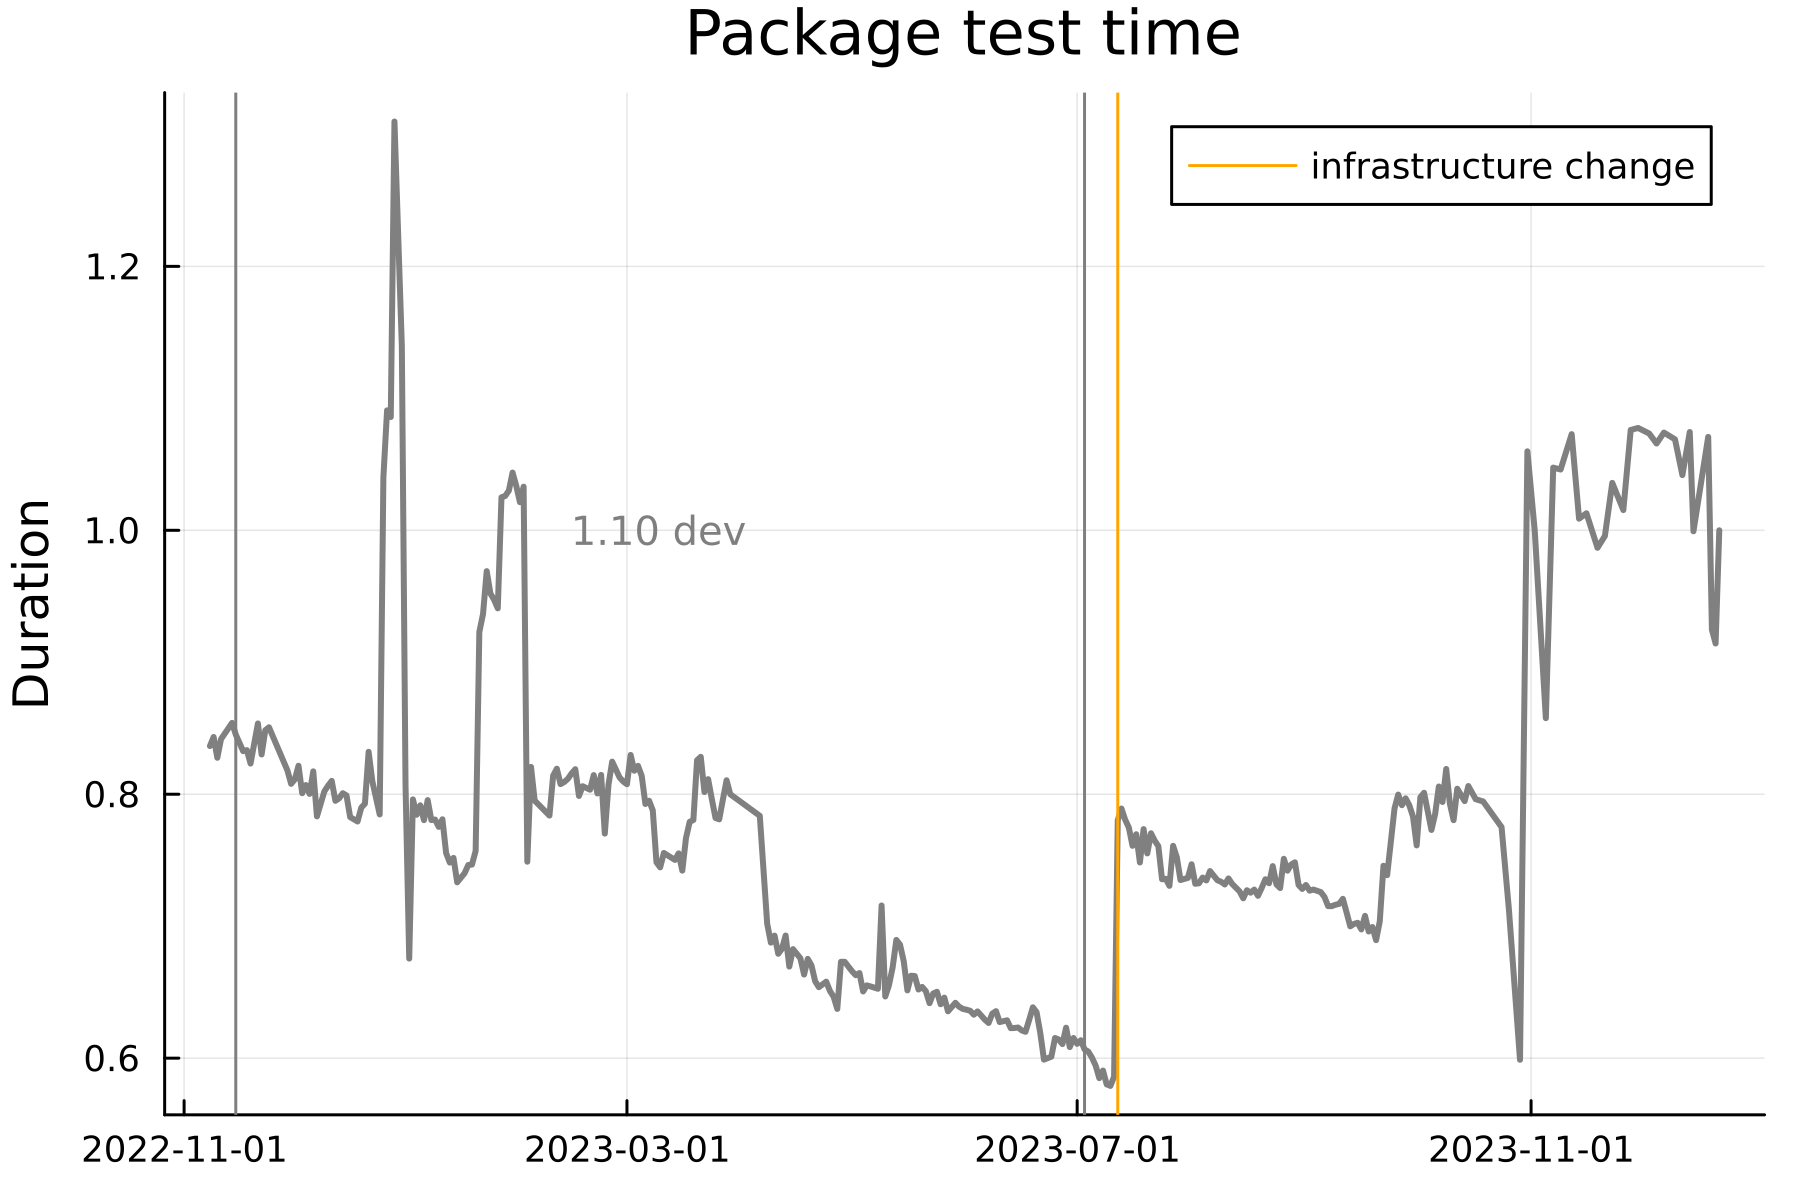 Package test time
infrastructure change
1.2
1.0
1.10 dev
0.8
0.6
Duration
2022-11-01
2023-03-01
2023-07-01
2023-11-01